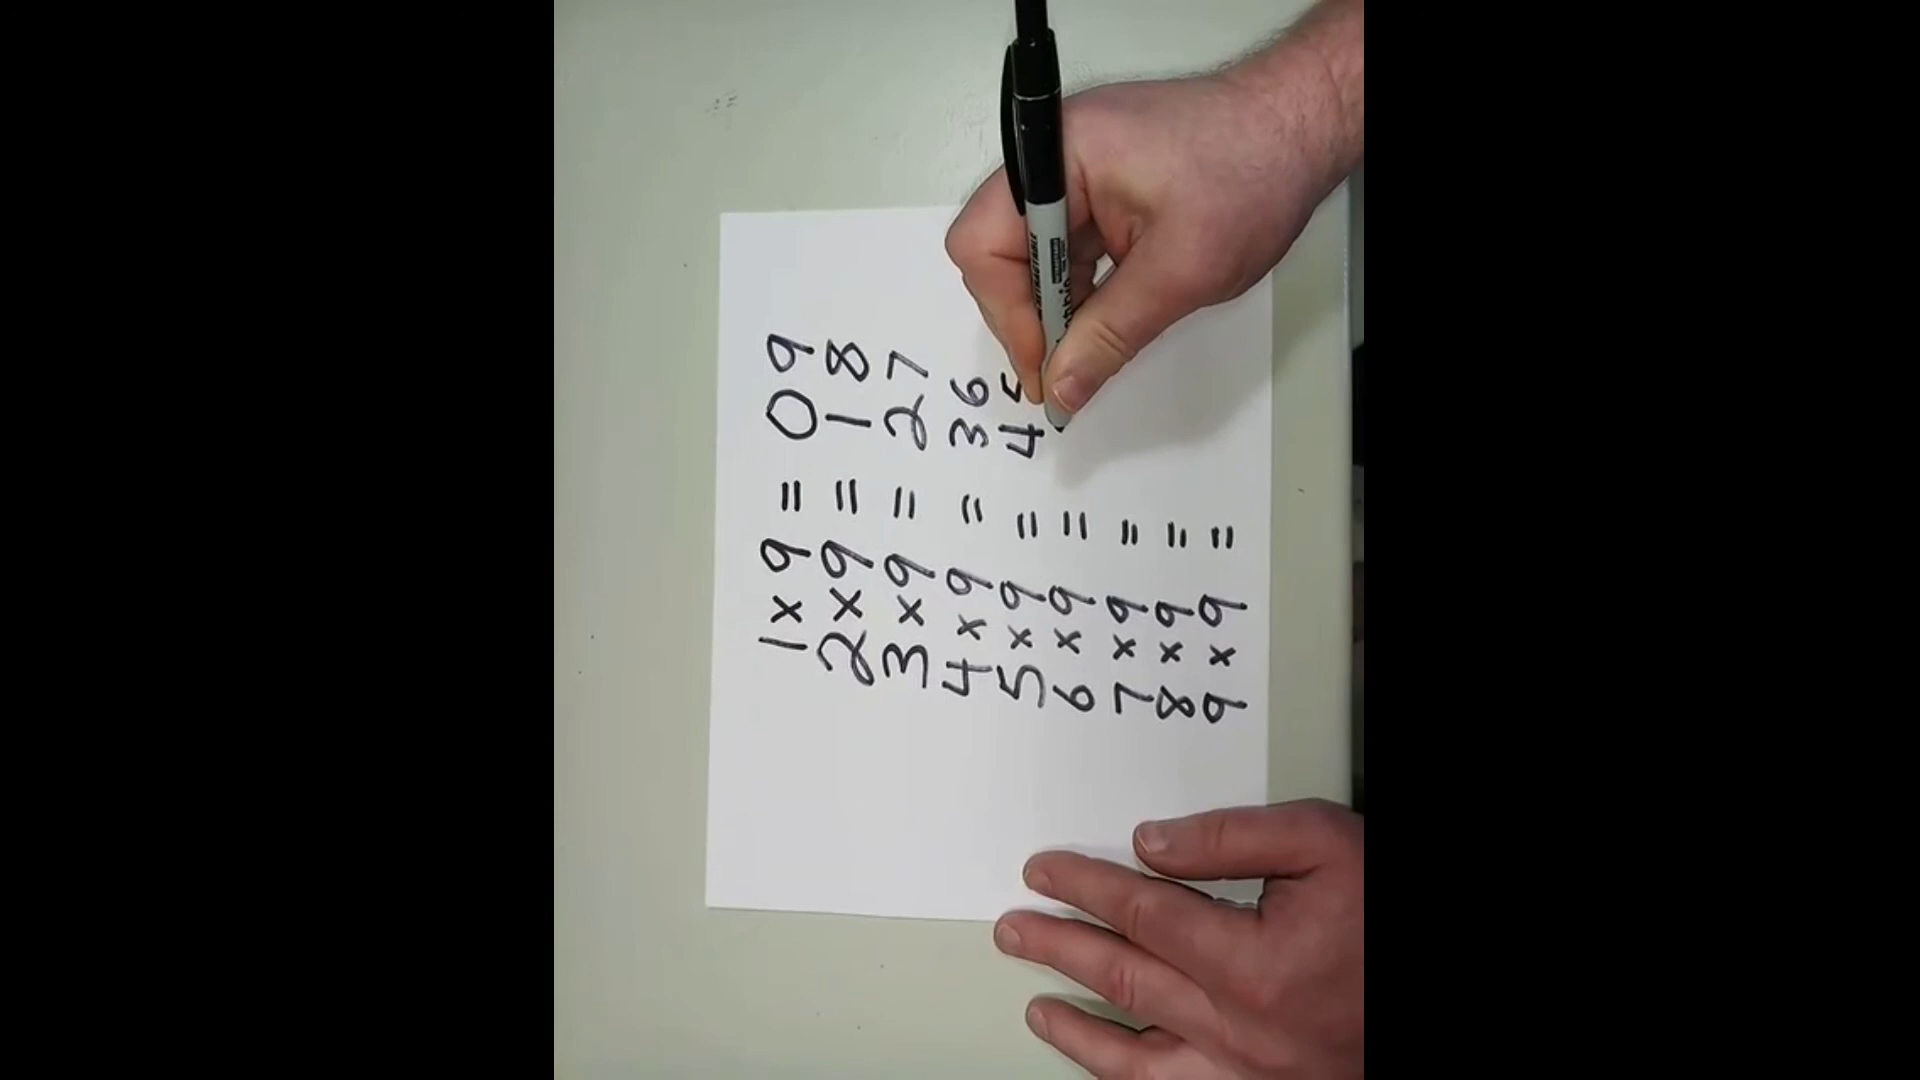 1 x 9 = 09
2 x 9 = 18
3 x 9 = 27
4 x 9 = 36
5 x 9 = 45
6 x 9 =
7 x 9 =
8 x 9 =
9 x 9 =